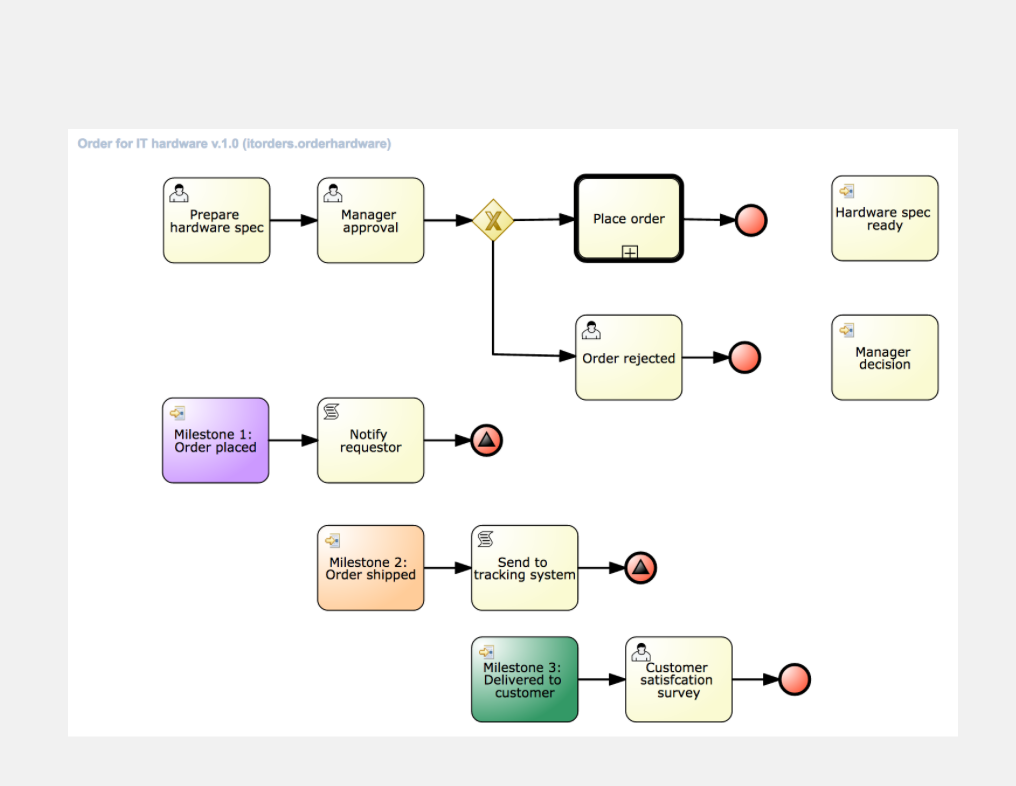 Order for IT hardware v.1.0 (itorders.orderhardware)
Prepare
hardware spec
Manager
approval
X
Place order
Hardware spec
ready
Order rejected
Manager
decision
Milestone 1:
Order placed
Notify
requestor
Milestone 2:
Order shipped
Send to
tracking system
Milestone 3:
Delivered to
customer
Customer
satisfcation
survey